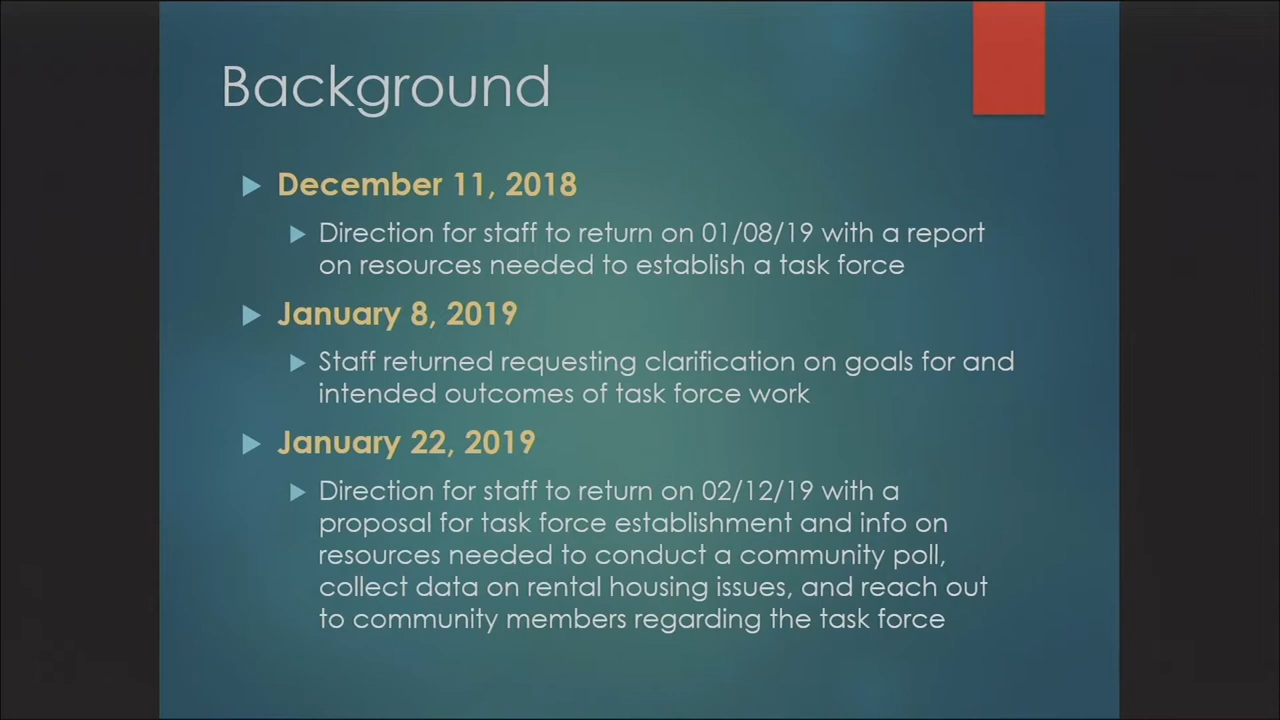 Background
December 11, 2018
Direction for staff to return on 01/08/19 with a report
on resources needed to establish a task force
January 8, 2019
Staff returned requesting clarification on goals for and
intended outcomes of task force work
January 22, 2019
Direction for staff to return on 02/12/19 with a
proposal for task force establishment and info on
resources needed to conduct a community poll,
collect data on rental housing issues, and reach out
to community members regarding the task force